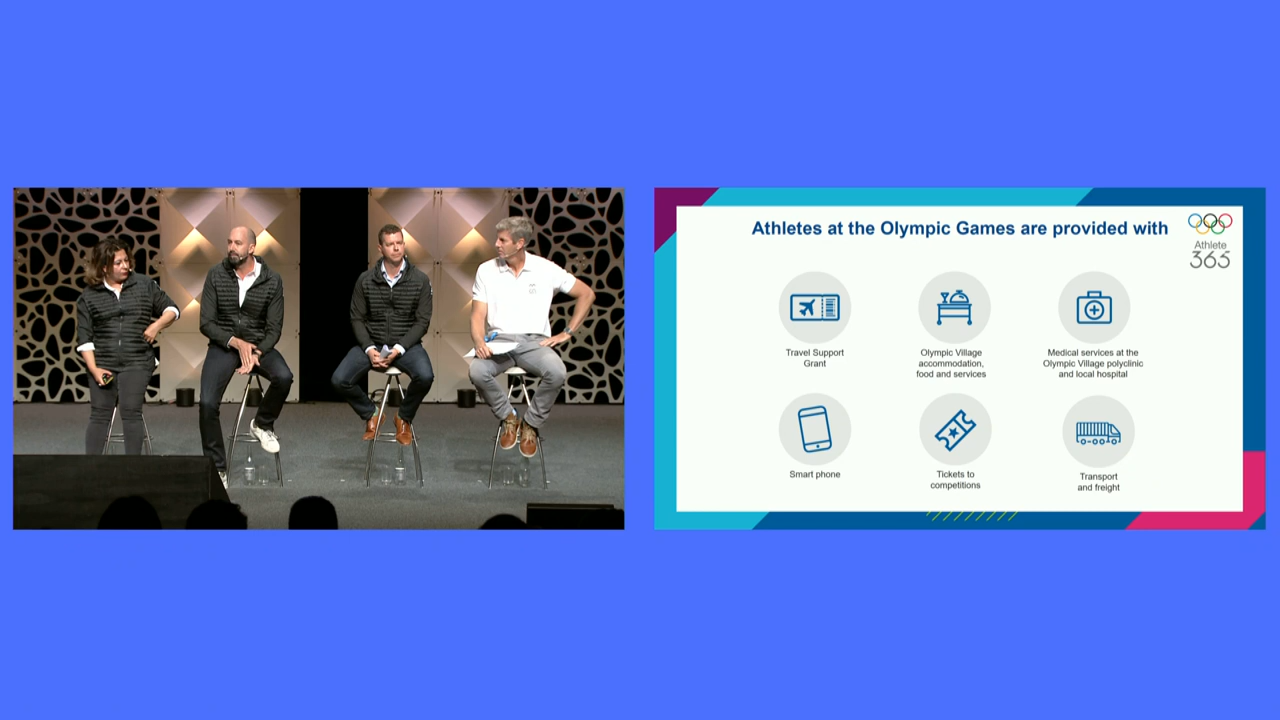 Athletes at the Olympic Games are provided with
Athlete
365
Travel Support
Grant
Olympic Village
accommodation,
food and services
Medical services at the
Olympic Village polyclinic
and local hospital
Smart phone
Tickets to
competitions
Transport
and freight